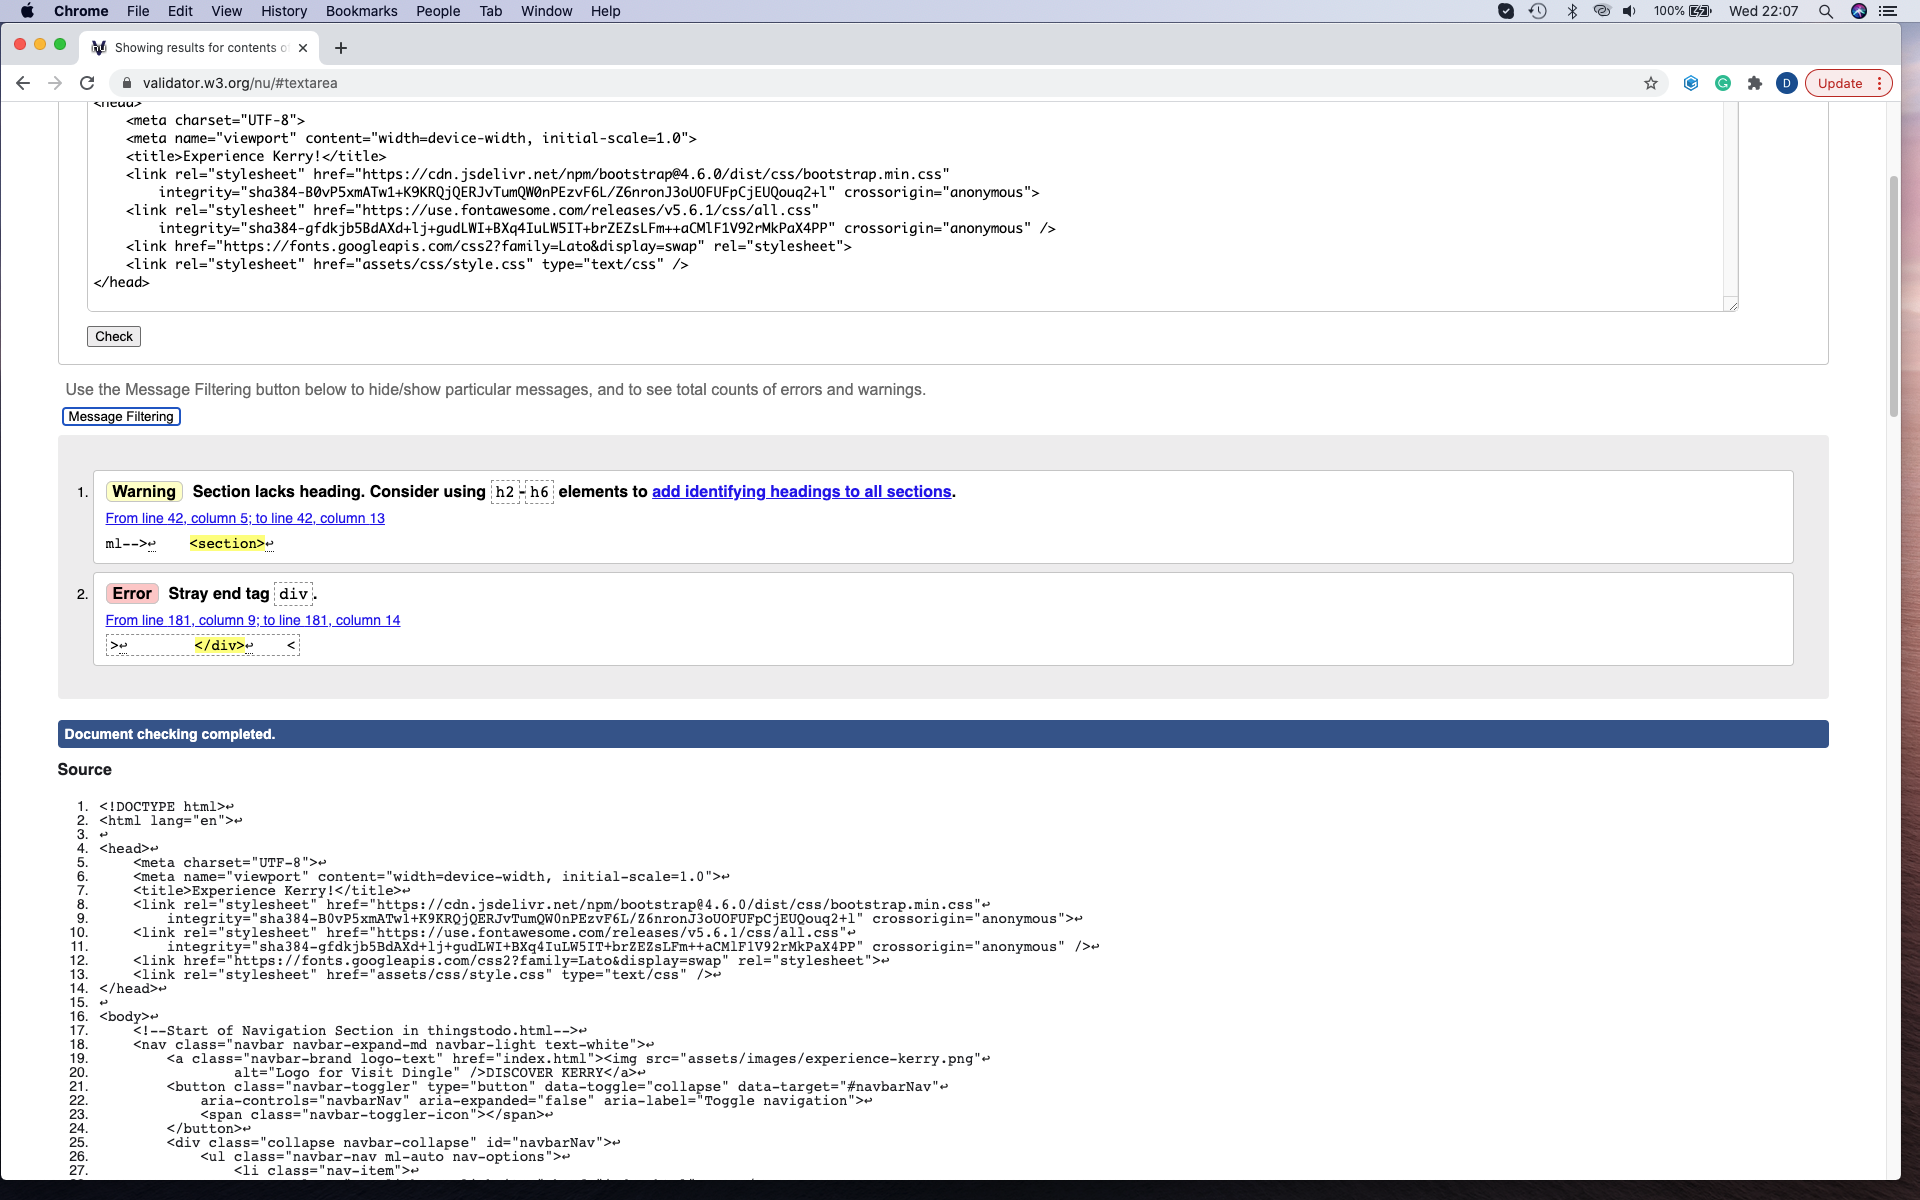 Chrome File Edit View History Bookmarks People Tab Window Help 100% Wed 22:07
Showing results for contents o
validator.w3.org/nu/#textarea D Update
<head>
<meta charset="UTF-8">
<meta name="viewport" content="width=device-width, initial-scale=1.0">
<title>Experience Kerry!</title>
<link rel="stylesheet" href="https://cdn.jsdelivr.net/npm/bootstrap@4.6.0/dist/css/bootstrap.min.css"
integrity="sha384-B0vP5xmATw1+K9KRQjQERJvTumQW0nPEzvF6L/Z6nronJ3oUOFUFpCjEUQouq2+l" crossorigin="anonymous">
<link rel="stylesheet" href="https://use.fontawesome.com/releases/v5.6.1/css/all.css"
integrity="sha384-gfdkjb5BdAXd+lj+gudLWI+BXq4IuLW5IT+brZEZsLFm++aCMlF1V92rMkPaX4PP" crossorigin="anonymous" />
<link href="https://fonts.googleapis.com/css2?family=Lato&display=swap" rel="stylesheet">
<link rel="stylesheet" href="assets/css/style.css" type="text/css" />
</head>
Check
Use the Message Filtering button below to hide/show particular messages, and to see total counts of errors and warnings.
Message Filtering
1. Warning Section lacks heading. Consider using h2-h6 elements to add identifying headings to all sections.
From line 42, column 5; to line 42, column 13
ml-->↩ <section>↩
2. Error Stray end tag div.
From line 181, column 9; to line 181, column 14
>↩ </div>↩ <
Document checking completed.
Source
1. <!DOCTYPE html>↩
2. <html lang="en">↩
3. ↩
4. <head>↩
5. <meta charset="UTF-8">↩
6. <meta name="viewport" content="width=device-width, initial-scale=1.0">↩
7. <title>Experience Kerry!</title>↩
8. <link rel="stylesheet" href="https://cdn.jsdelivr.net/npm/bootstrap@4.6.0/dist/css/bootstrap.min.css"↩
9. integrity="sha384-B0vP5xmATw1+K9KRQjQERJvTumQW0nPEzvF6L/Z6nronJ3oUOFUFpCjEUQouq2+l" crossorigin="anonymous">↩
10. <link rel="stylesheet" href="https://use.fontawesome.com/releases/v5.6.1/css/all.css"↩
11. integrity="sha384-gfdkjb5BdAXd+lj+gudLWI+BXq4IuLW5IT+brZEZsLFm++aCMlF1V92rMkPaX4PP" crossorigin="anonymous" />↩
12. <link href="https://fonts.googleapis.com/css2?family=Lato&display=swap" rel="stylesheet">↩
13. <link rel="stylesheet" href="assets/css/style.css" type="text/css" />↩
14. </head>↩
15. ↩
16. <body>↩
17. <!--Start of Navigation Section in thingstodo.html-->↩
18. <nav class="navbar navbar-expand-md navbar-light text-white">↩
19. <a class="navbar-brand logo-text" href="index.html"><img src="assets/images/experience-kerry.png"↩
20. alt="Logo for Visit Dingle" />DISCOVER KERRY</a>↩
21. <button class="navbar-toggler" type="button" data-toggle="collapse" data-target="#navbarNav"↩
22. aria-controls="navbarNav" aria-expanded="false" aria-label="Toggle navigation">↩
23. <span class="navbar-toggler-icon"></span>↩
24. </button>↩
25. <div class="collapse navbar-collapse" id="navbarNav">↩
26. <ul class="navbar-nav ml-auto nav-options">↩
27. <li class="nav-item">↩